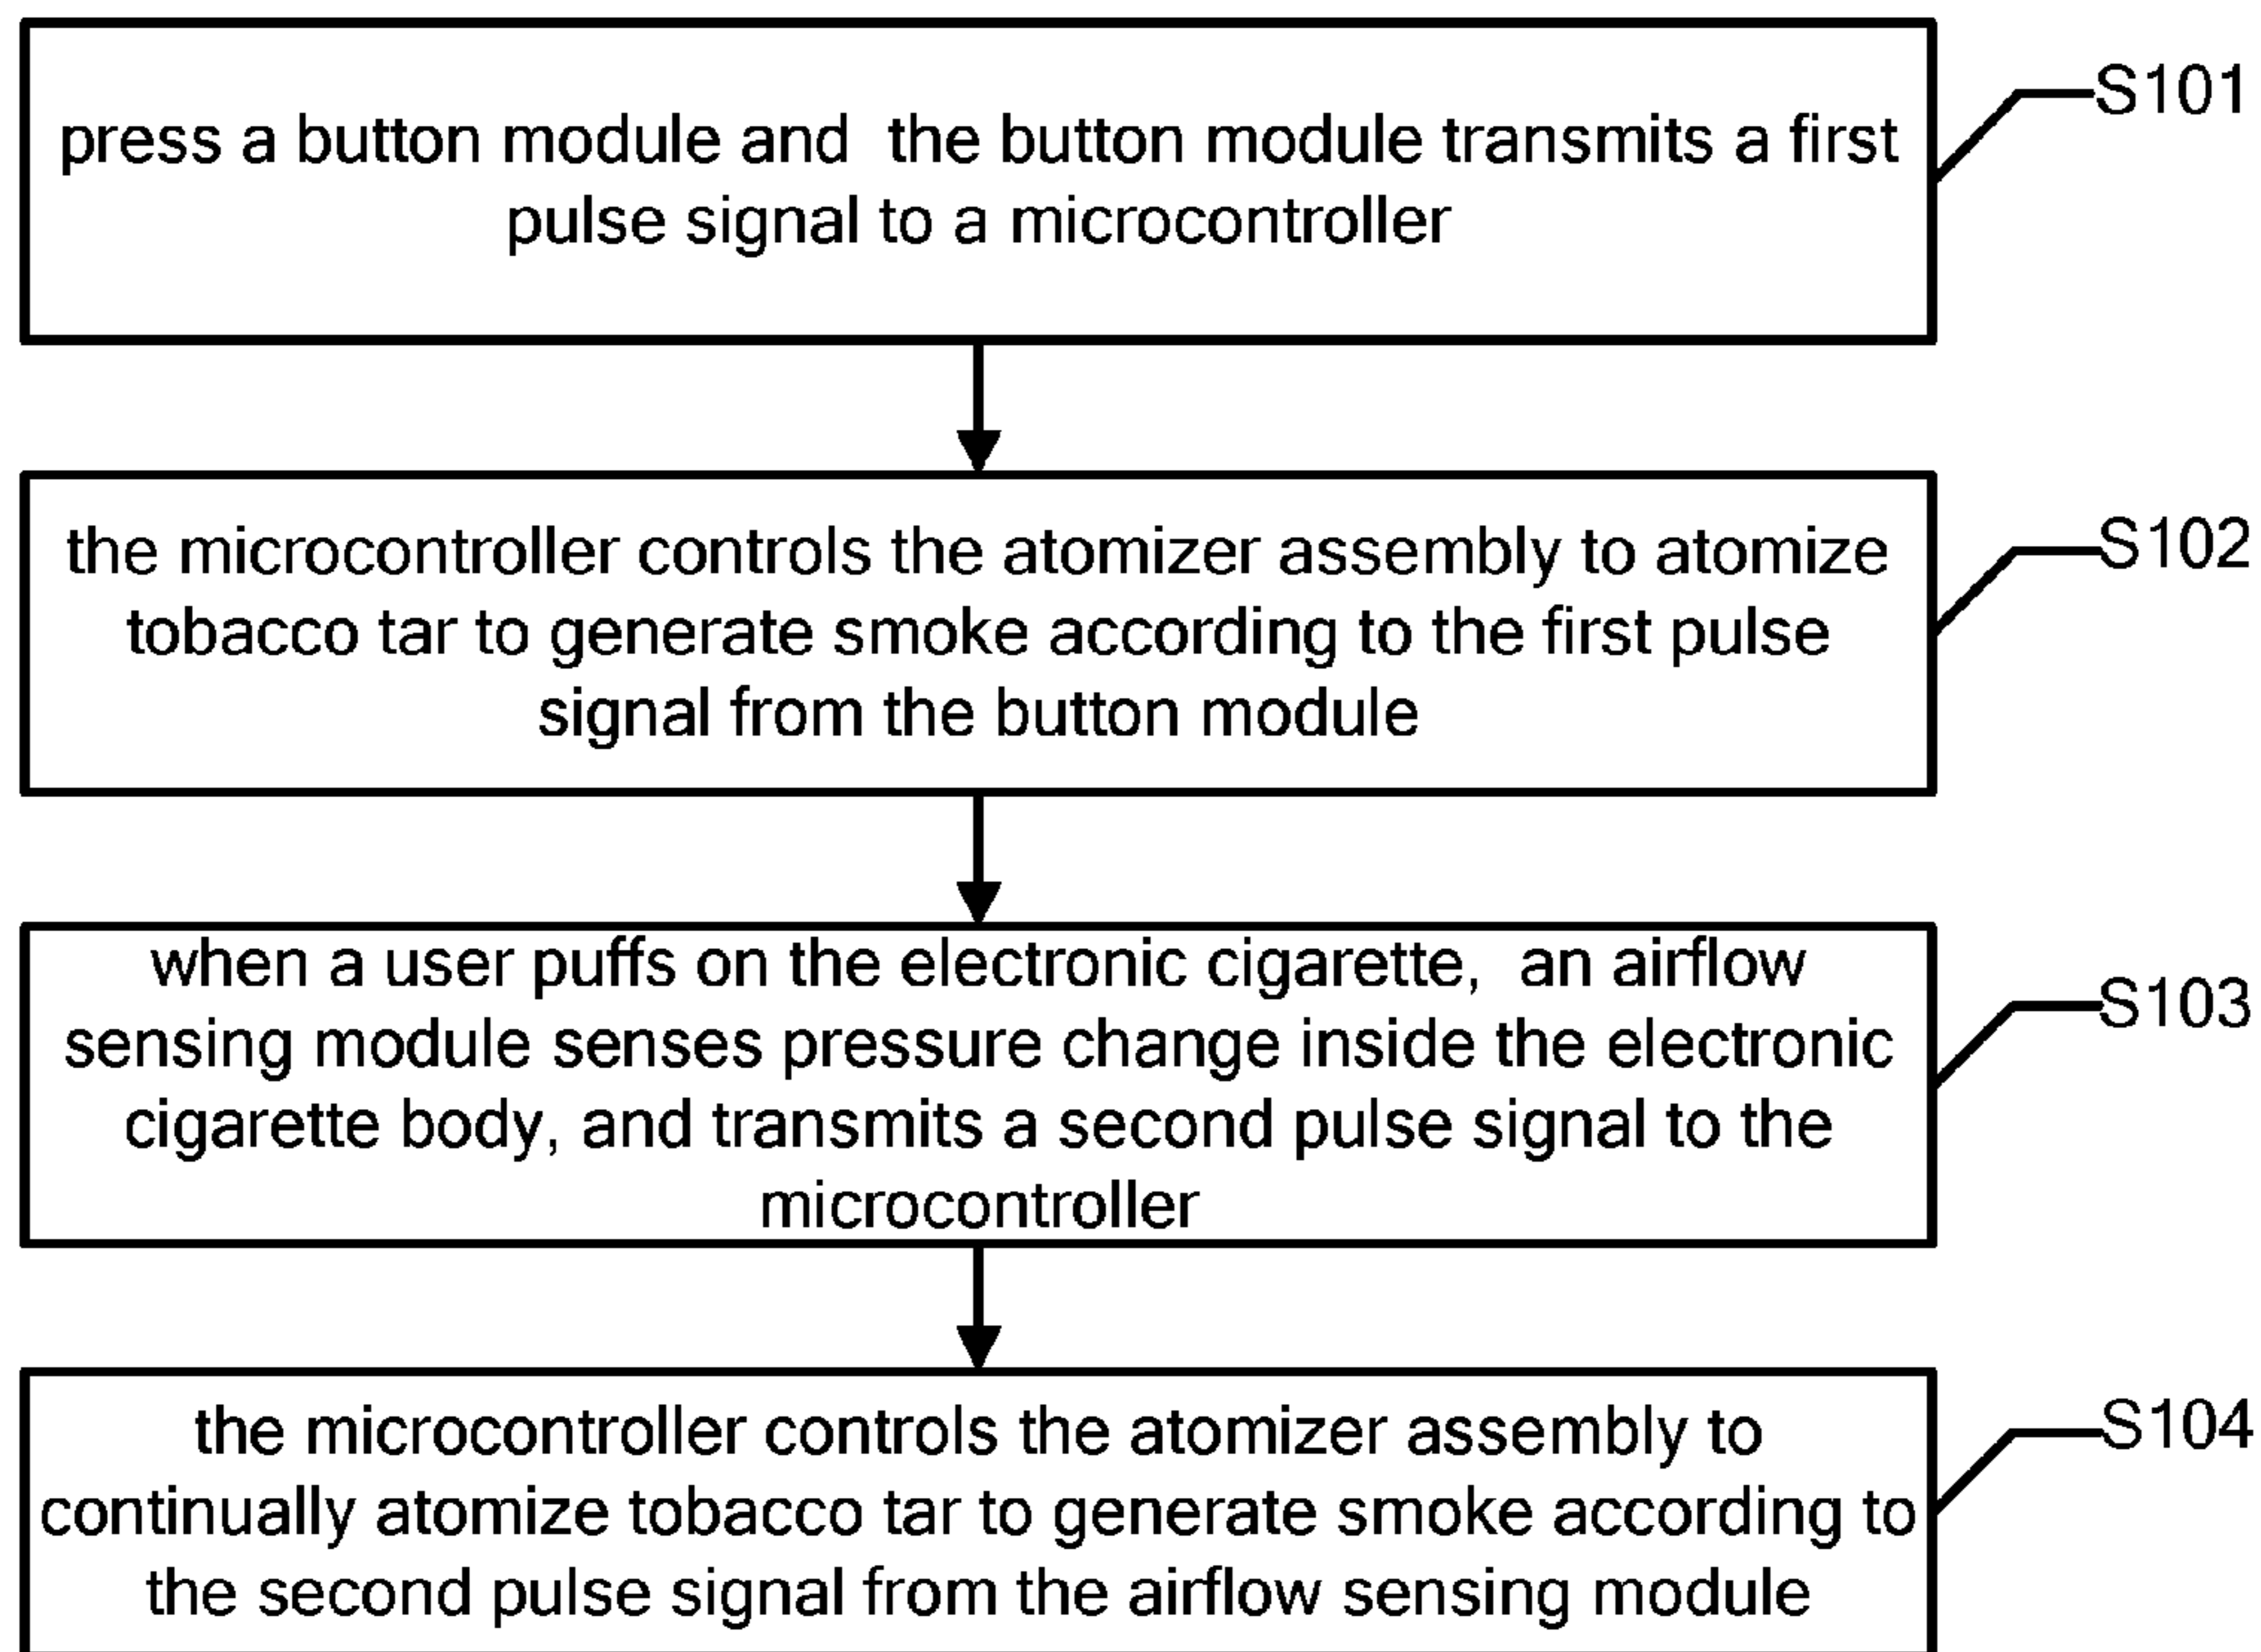 press a button module and the button module transmits a first
pulse signal to a microcontroller
S101
the microcontroller controls the atomizer assembly to atomize
tobacco tar to generate smoke according to the first pulse
signal from the button module
S102
when a user puffs on the electronic cigarette, an airflow
sensing module senses pressure change inside the electronic
cigarette body, and transmits a second pulse signal to the
microcontroller
S103
the microcontroller controls the atomizer assembly to
continually atomize tobacco tar to generate smoke according to
the second pulse signal from the airflow sensing module
S104